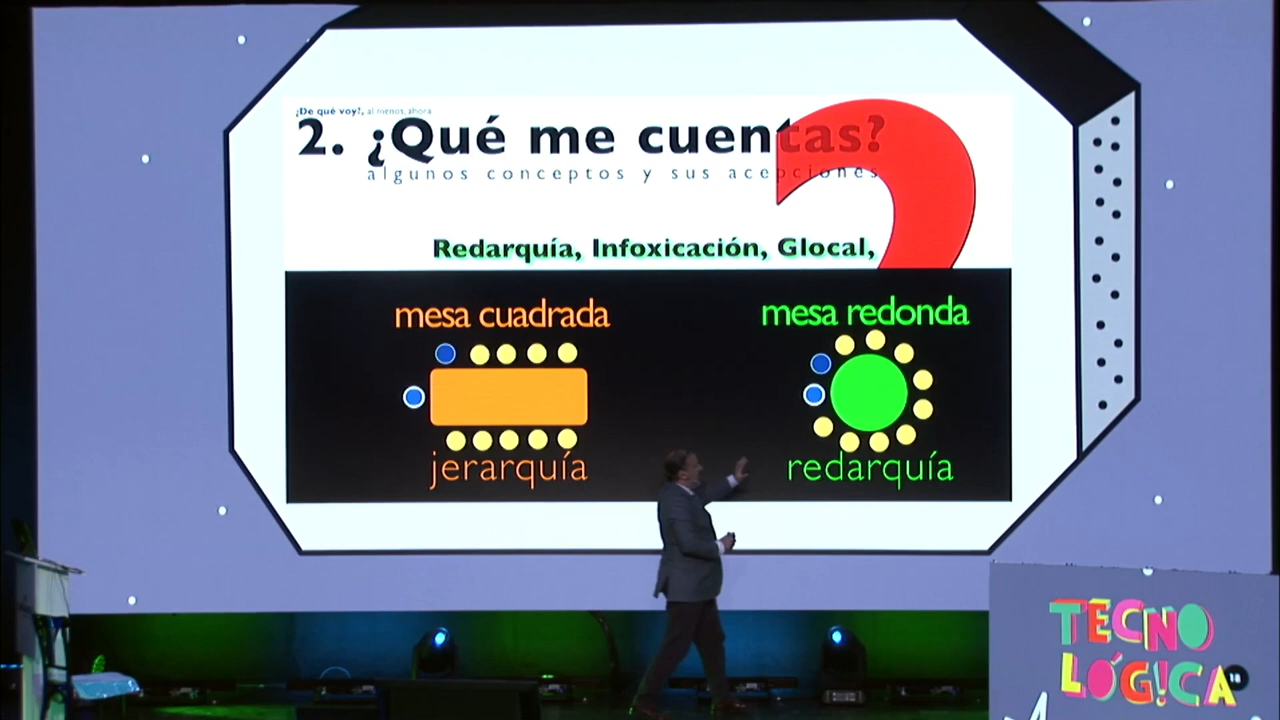 ¿De qué voy?, al menos, ahora
2. ¿Qué me cuentas?
algunos conceptos y sus acepciones
Redarquía, Infoxicación, Glocal,
mesa cuadrada
mesa redonda
jerarquía
redarquía
TECNO
LÓG!CA